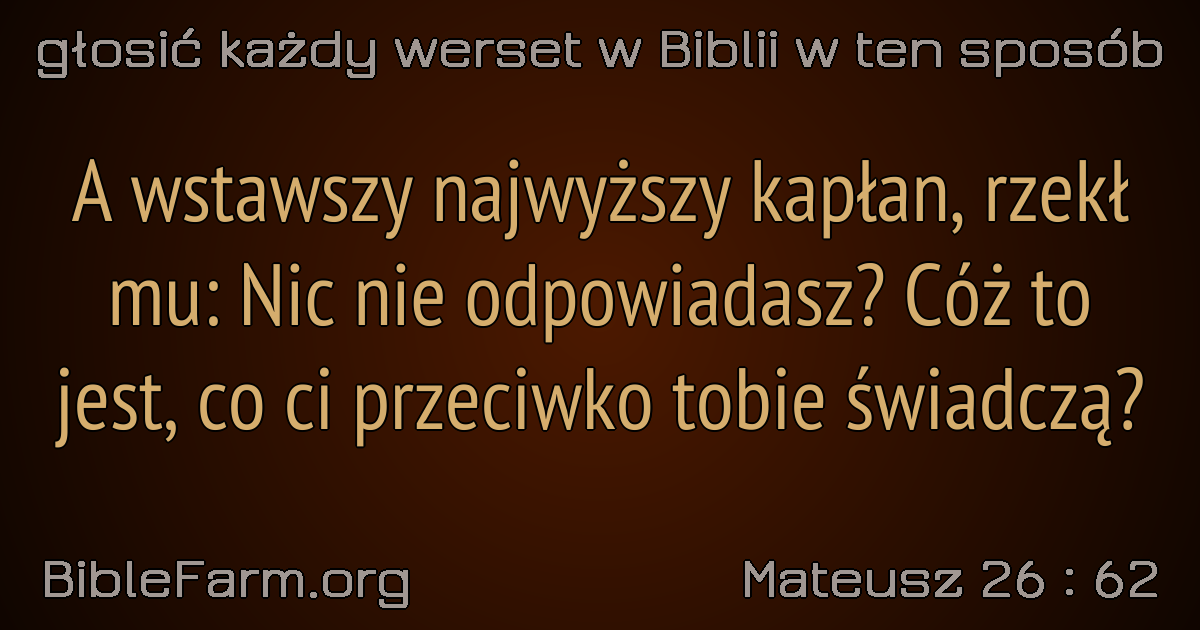 głosić każdy werset w Biblii w ten sposób
A wstawszy najwyższy kapłan, rzekł
mu: Nic nie odpowiadasz? Cóż to
jest, co ci przeciwko tobie świadczą?
BibleFarm.org
Mateusz 26 : 62